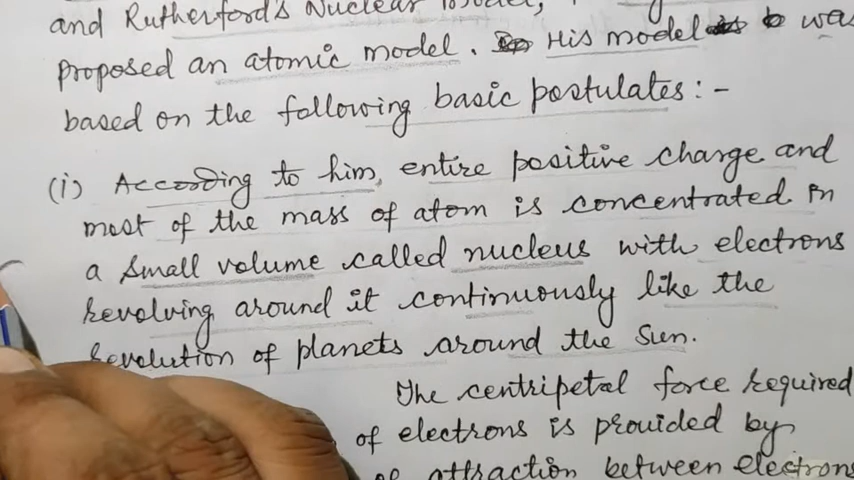 and Rutherford's Nuclear Model,
proposed an atomic model. His model was
based on the following basic postulates : -
(i) According to him, entire positive charge and
most of the mass of atom is concentrated in
a small volume called nucleus with electrons
revolving around it continuously like the
revolution of planets around the Sun.
The centripetal force required
of electrons is provided by
of attraction between electrons